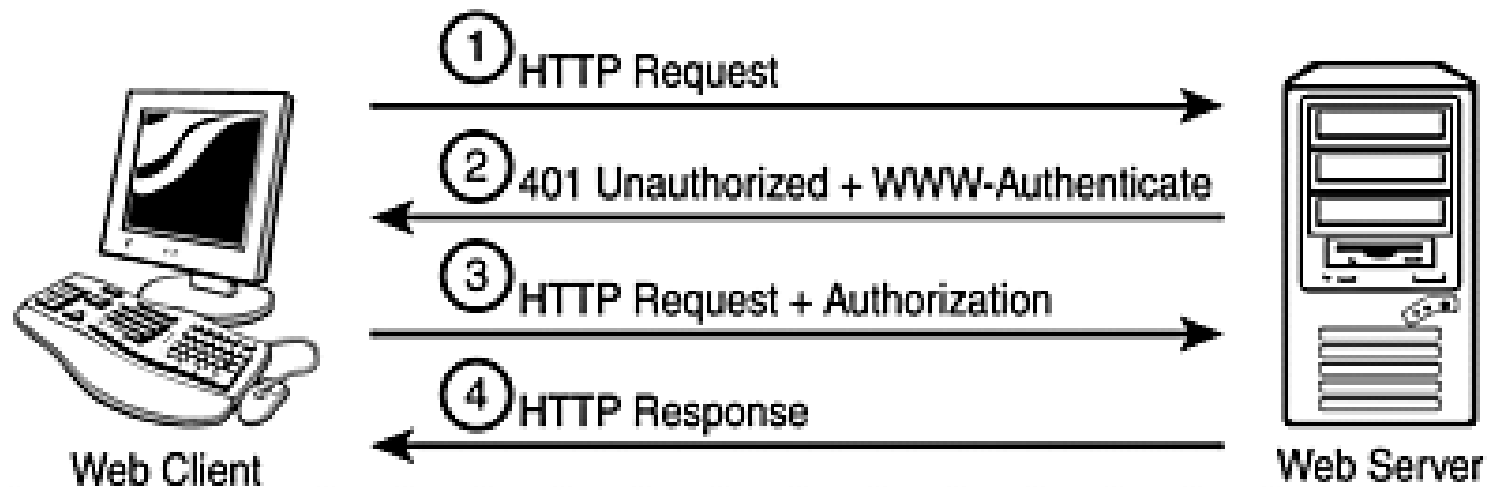 1 HTTP Request
2 401 Unauthorized + WWW-Authenticate
3 HTTP Request + Authorization
4 HTTP Response
Web Client
Web Server